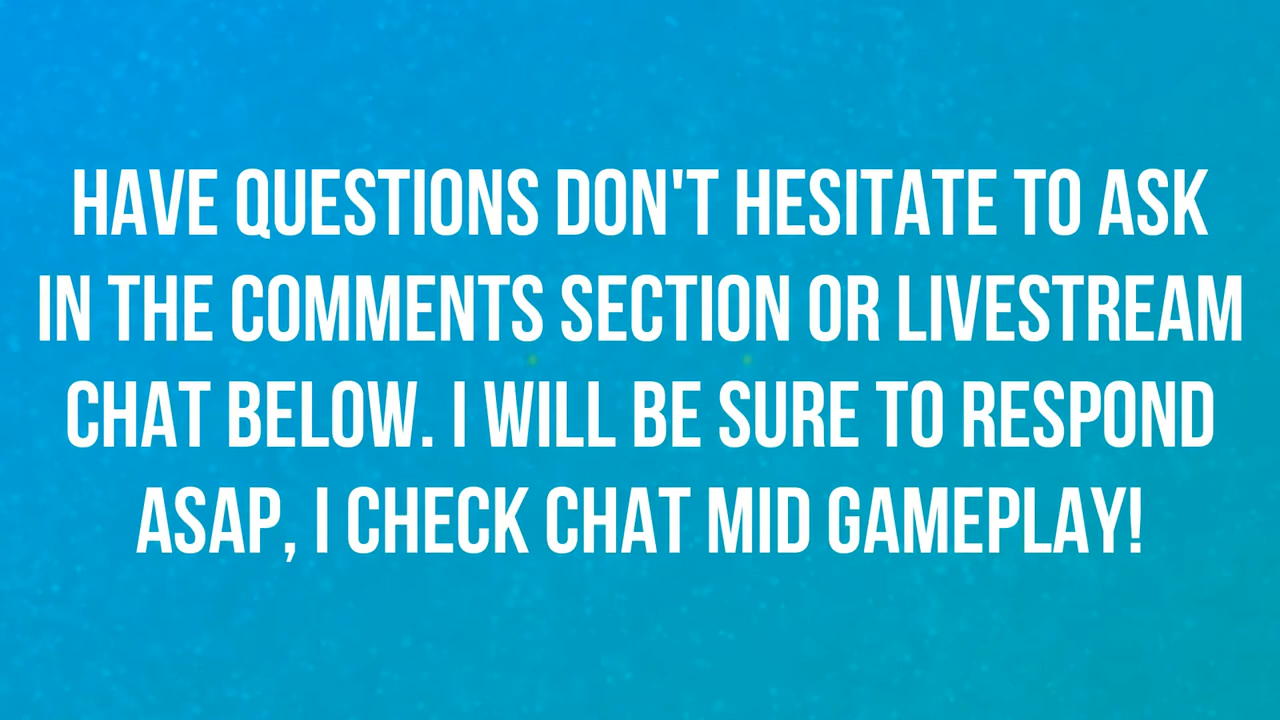 HAVE QUESTIONS DON'T HESITATE TO ASK
IN THE COMMENTS SECTION OR LIVESTREAM
CHAT BELOW. I WILL BE SURE TO RESPOND
ASAP, I CHECK CHAT MID GAMEPLAY!